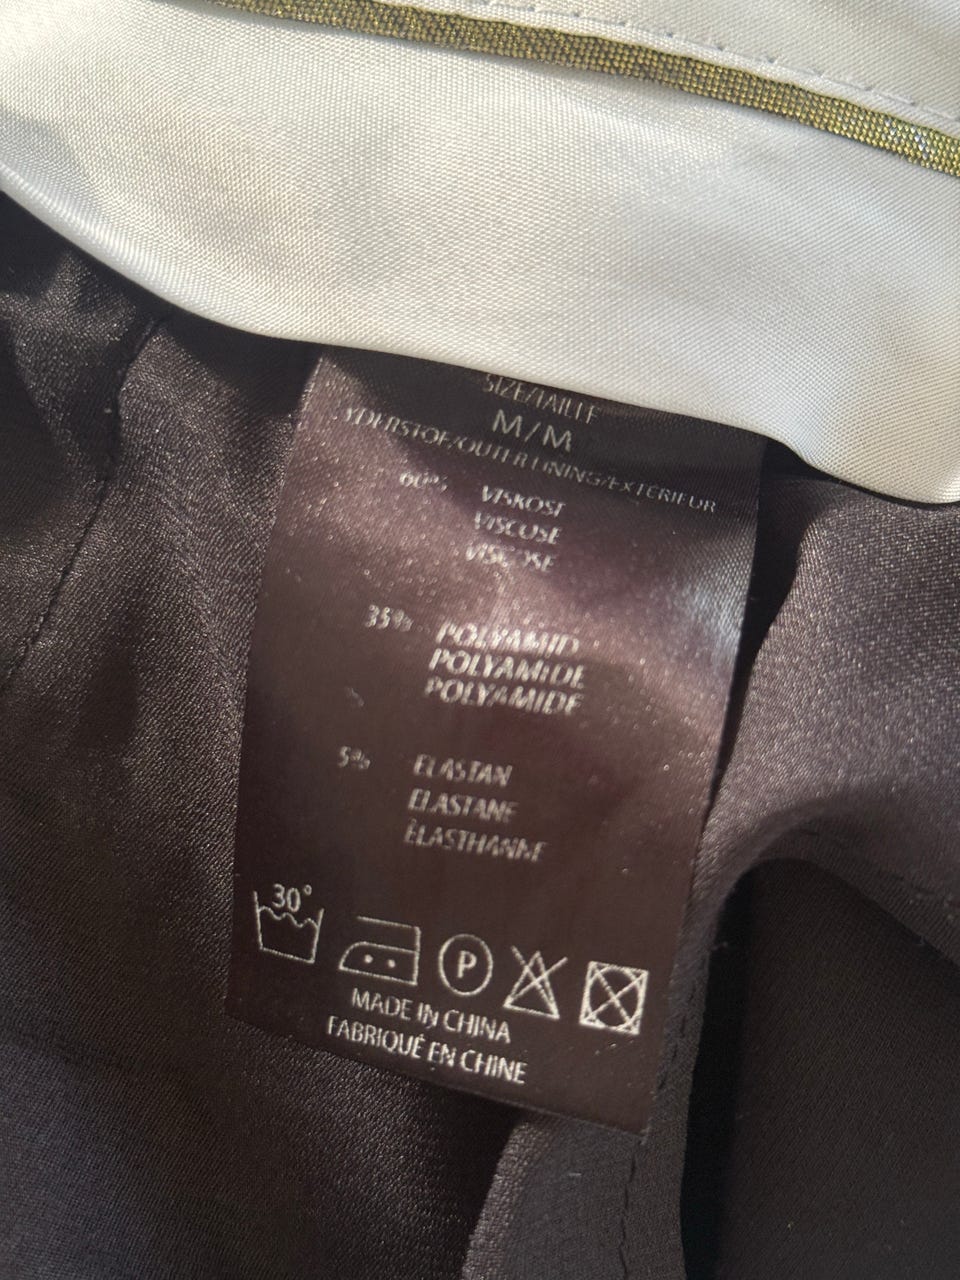 SIZE/TAILLE
M/M
YDERSTOF/OUTER LINING/EXTÉRIEUR
60% VISKOSE
VISCOSE
VISCOSE
35% POLYAMID
POLYAMIDE
POLYAMIDE
5% ELASTAN
ELASTANE
ÉLASTHANNE
30°
P
MADE IN CHINA
FABRIQUÉ EN CHINE